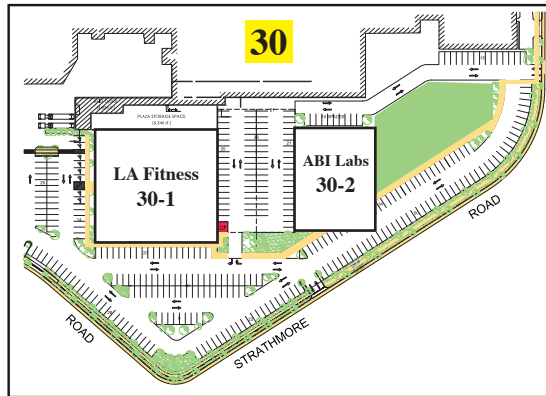 30
PLAZA STORAGE SPACE
LA Fitness
30-1
ABI Labs
30-2
ROAD
ROAD
STRATHMORE